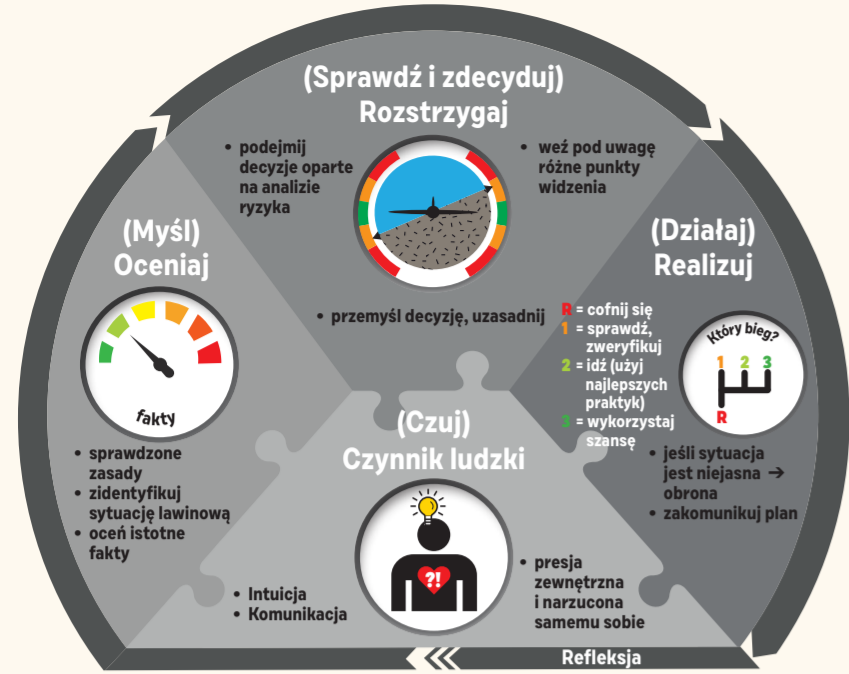 (Sprawdź i zdecyduj)
Rozstrzygaj
• podejmij
decyzje oparte
na analizie
ryzyka
• weź pod uwagę
różne punkty
widzenia
• przemyśl decyzję, uzasadnij
(Myśl)
Oceniaj
fakty
• sprawdzone
zasady
• zidentyfikuj
sytuację lawinową
• oceń istotne
fakty
(Działaj)
Realizuj
R = cofnij się
1 = sprawdź,
zweryfikuj
2 = idź (użyj
najlepszych
praktyk)
3 = wykorzystaj
szansę
Który bieg?
1 2 3
R
• jeśli sytuacja
jest niejasna →
obrona
• zakomunikuj plan
(Czuj)
Czynnik ludzki
?!
• Intuicja
• Komunikacja
• presja
zewnętrzna
i narzucona
samemu sobie
Refleksja